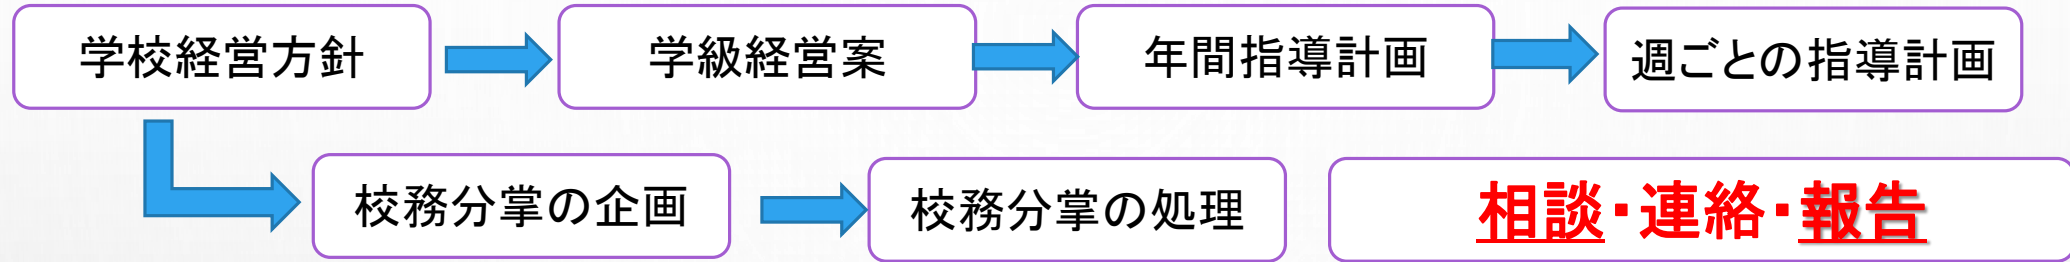 学校経営方針
学級経営案
年間指導計画
週ごとの指導計画
校務分掌の企画
校務分掌の処理
相談・連絡・報告